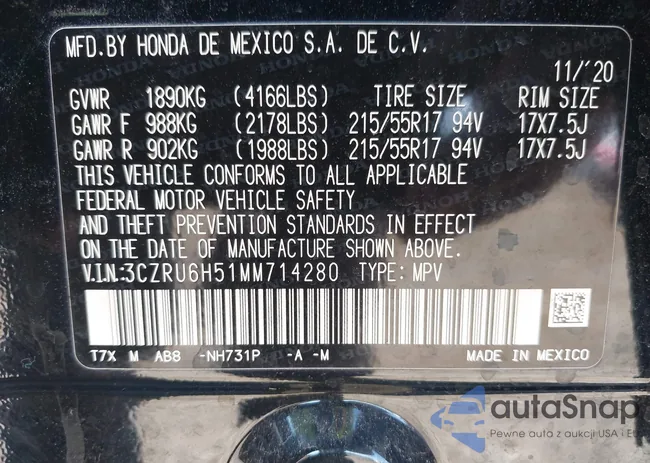 MFD.BY HONDA DE MEXICO S.A. DE C.V.
11/'20
GVWR 1890KG (4166LBS) TIRE SIZE RIM SIZE
GAWR F 988KG (2178LBS) 215/55R17 94V 17X7.5J
GAWR R 902KG (1988LBS) 215/55R17 94V 17X7.5J
THIS VEHICLE CONFORMS TO ALL APPLICABLE
FEDERAL MOTOR VEHICLE SAFETY
AND THEFT PREVENTION STANDARDS IN EFFECT
ON THE DATE OF MANUFACTURE SHOWN ABOVE.
V.I.N:3CZRU6H51MM714280 TYPE: MPV
T7X M AB8 -NH731P -A -M MADE IN MEXICO
autaSnap
Pewne auta z aukcji USA i